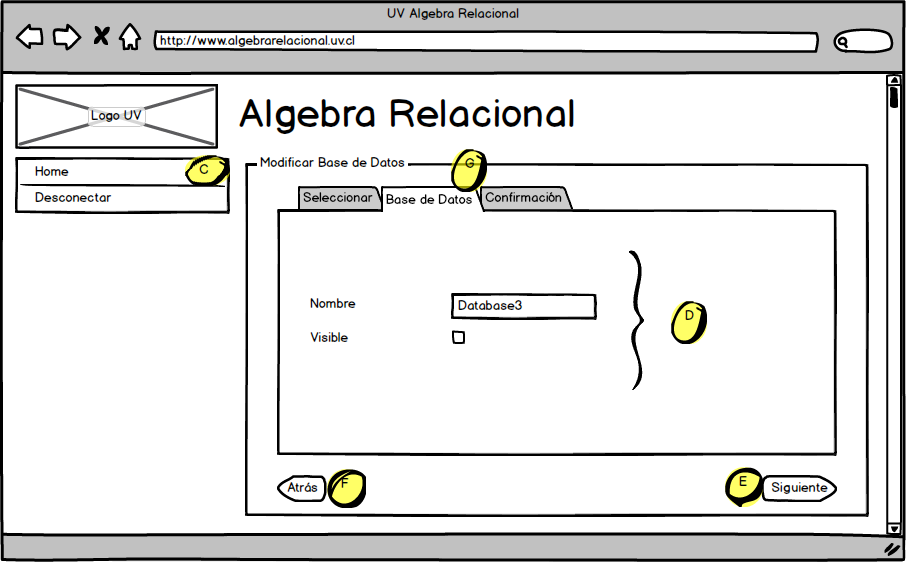 UV Algebra Relacional
http://www.algebrarelacional.uv.cl
Logo UV
Algebra Relacional
Home
C
Desconectar
Modificar Base de Datos
G
Seleccionar
Base de Datos
Confirmación
Nombre
Database3
D
Visible
Atrás
F
E
Siguiente